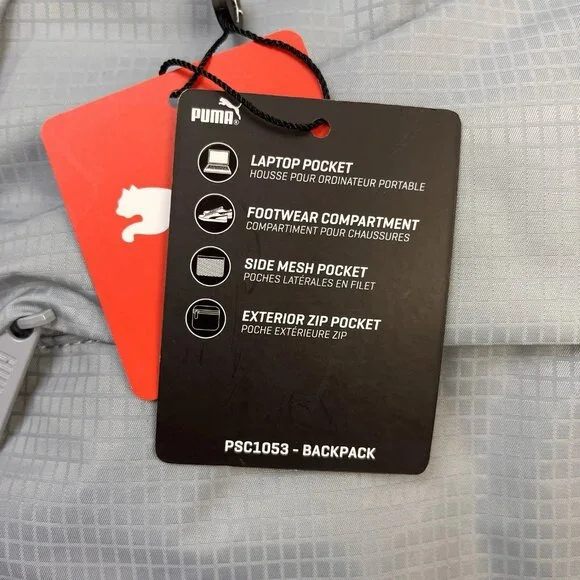 PUMA®
LAPTOP POCKET
HOUSSE POUR ORDINATEUR PORTABLE
FOOTWEAR COMPARTMENT
COMPARTIMENT POUR CHAUSSURES
SIDE MESH POCKET
POCHES LATÉRALES EN FILET
EXTERIOR ZIP POCKET
POCHE EXTÉRIEURE ZIP
PSC1053 - BACKPACK